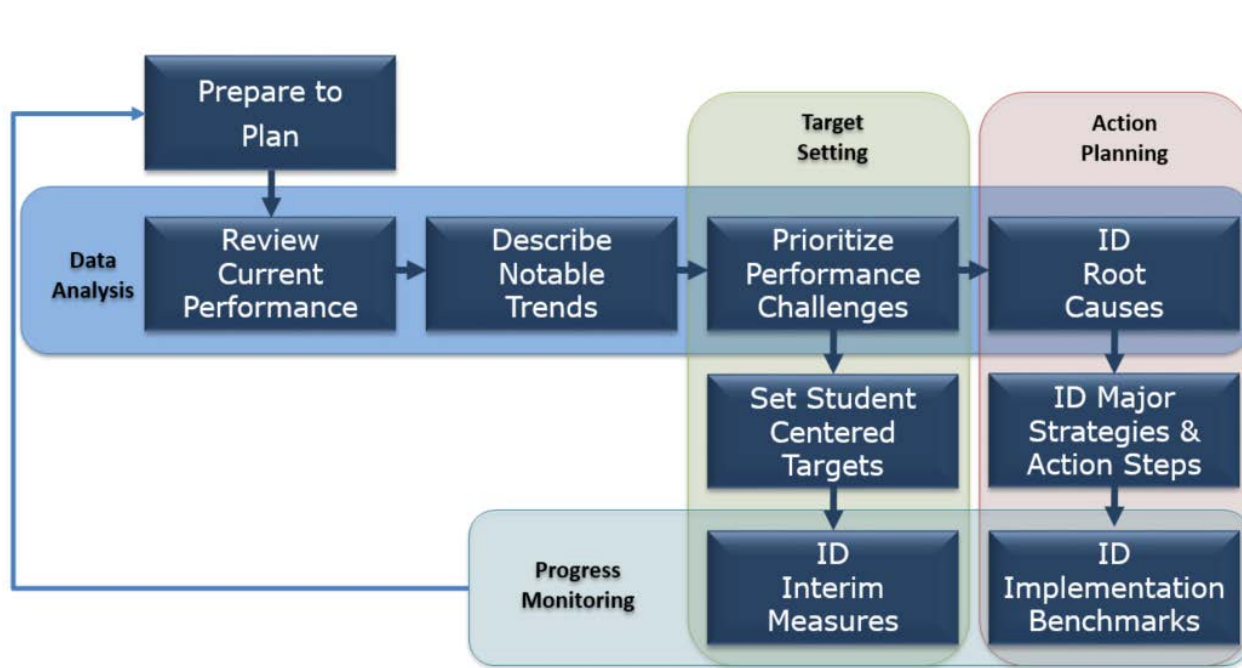 Prepare to
Plan
Target
Setting
Action
Planning
Data
Analysis
Review
Current
Performance
Describe
Notable
Trends
Prioritize
Performance
Challenges
ID
Root
Causes
Set Student
Centered
Targets
ID Major
Strategies &
Action Steps
Progress
Monitoring
ID
Interim
Measures
ID
Implementation
Benchmarks